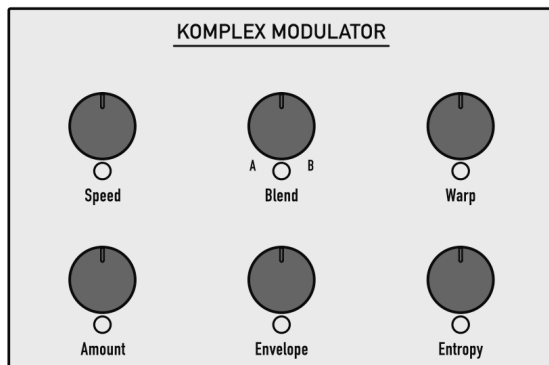 KOMPLEX MODULATOR
A B
Speed Blend Warp
Amount Envelope Entropy